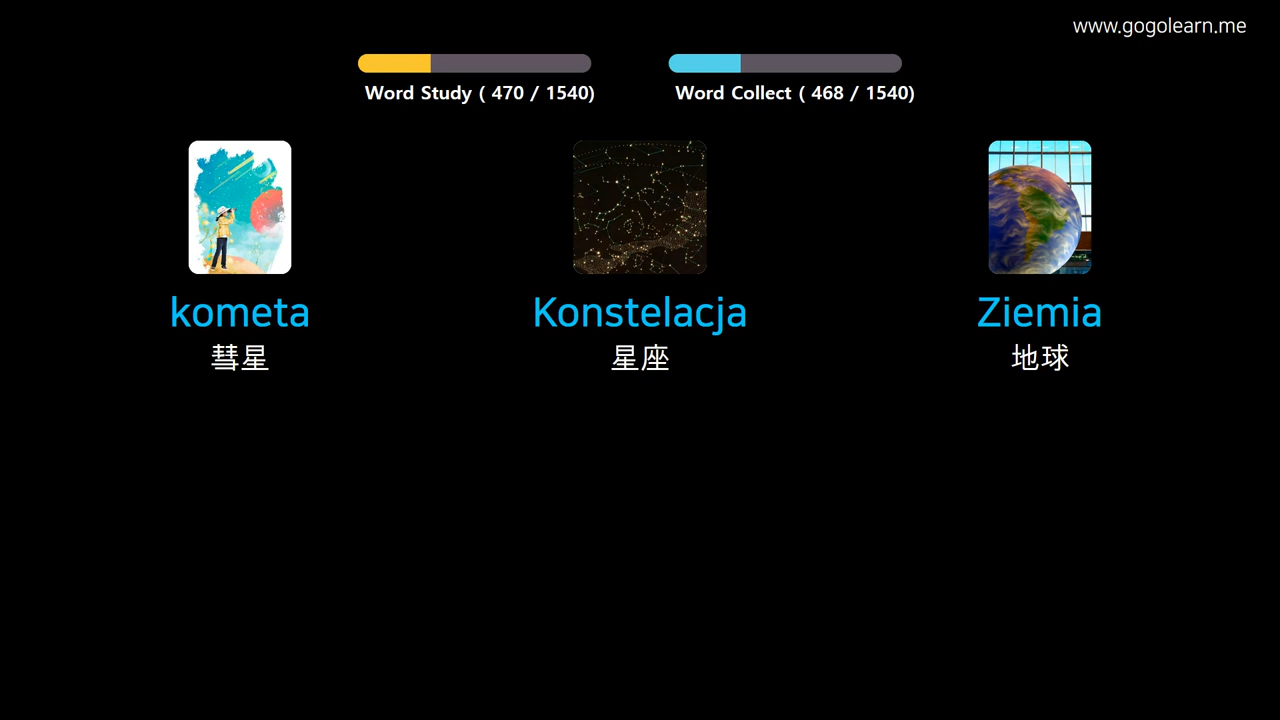 www.gogolearn.me
Word Study ( 470 / 1540)
Word Collect ( 468 / 1540)
kometa
彗星
Konstelacja
星座
Ziemia
地球